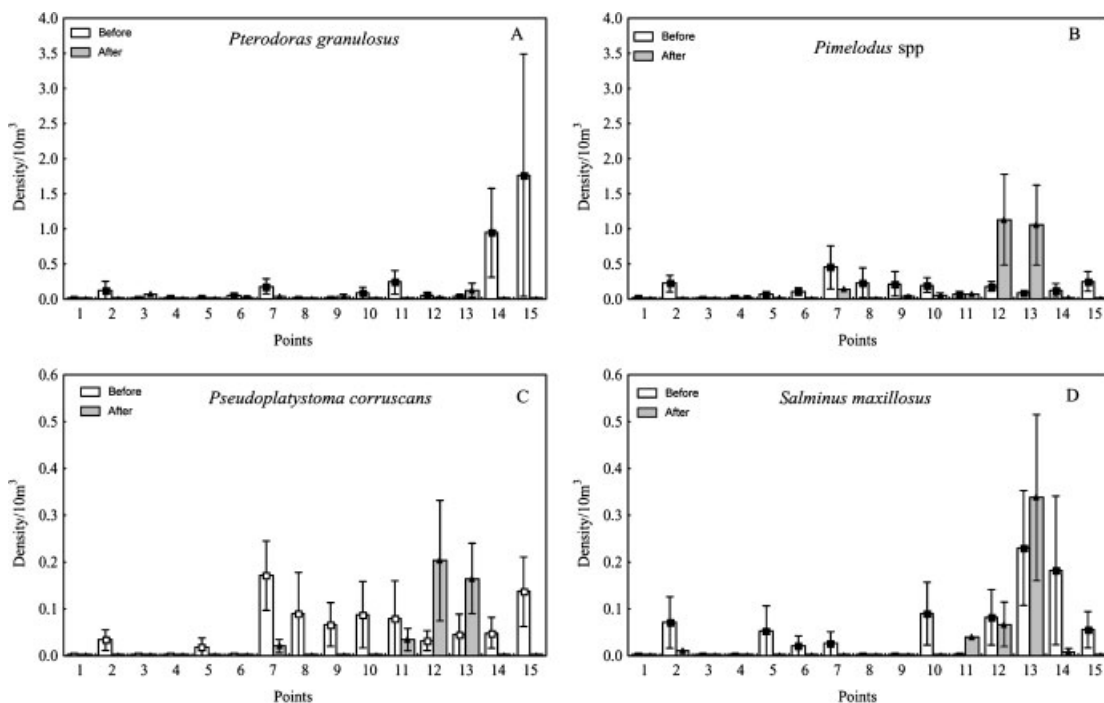 Pterodoras granulosus
A
Before
After
4.0
3.5
3.0
2.5
2.0
1.5
1.0
0.5
0.0
Density/10m³
1 2 3 4 5 6 7 8 9 10 11 12 13 14 15
Points
Pimelodus spp
B
Before
After
4.0
3.5
3.0
2.5
2.0
1.5
1.0
0.5
0.0
Density/10m³
1 2 3 4 5 6 7 8 9 10 11 12 13 14 15
Points
Pseudoplatystoma corruscans
C
Before
After
0.6
0.5
0.4
0.3
0.2
0.1
0.0
Density/10m³
1 2 3 4 5 6 7 8 9 10 11 12 13 14 15
Points
Salminus maxillosus
D
Before
After
0.6
0.5
0.4
0.3
0.2
0.1
0.0
Density/10m³
1 2 3 4 5 6 7 8 9 10 11 12 13 14 15
Points